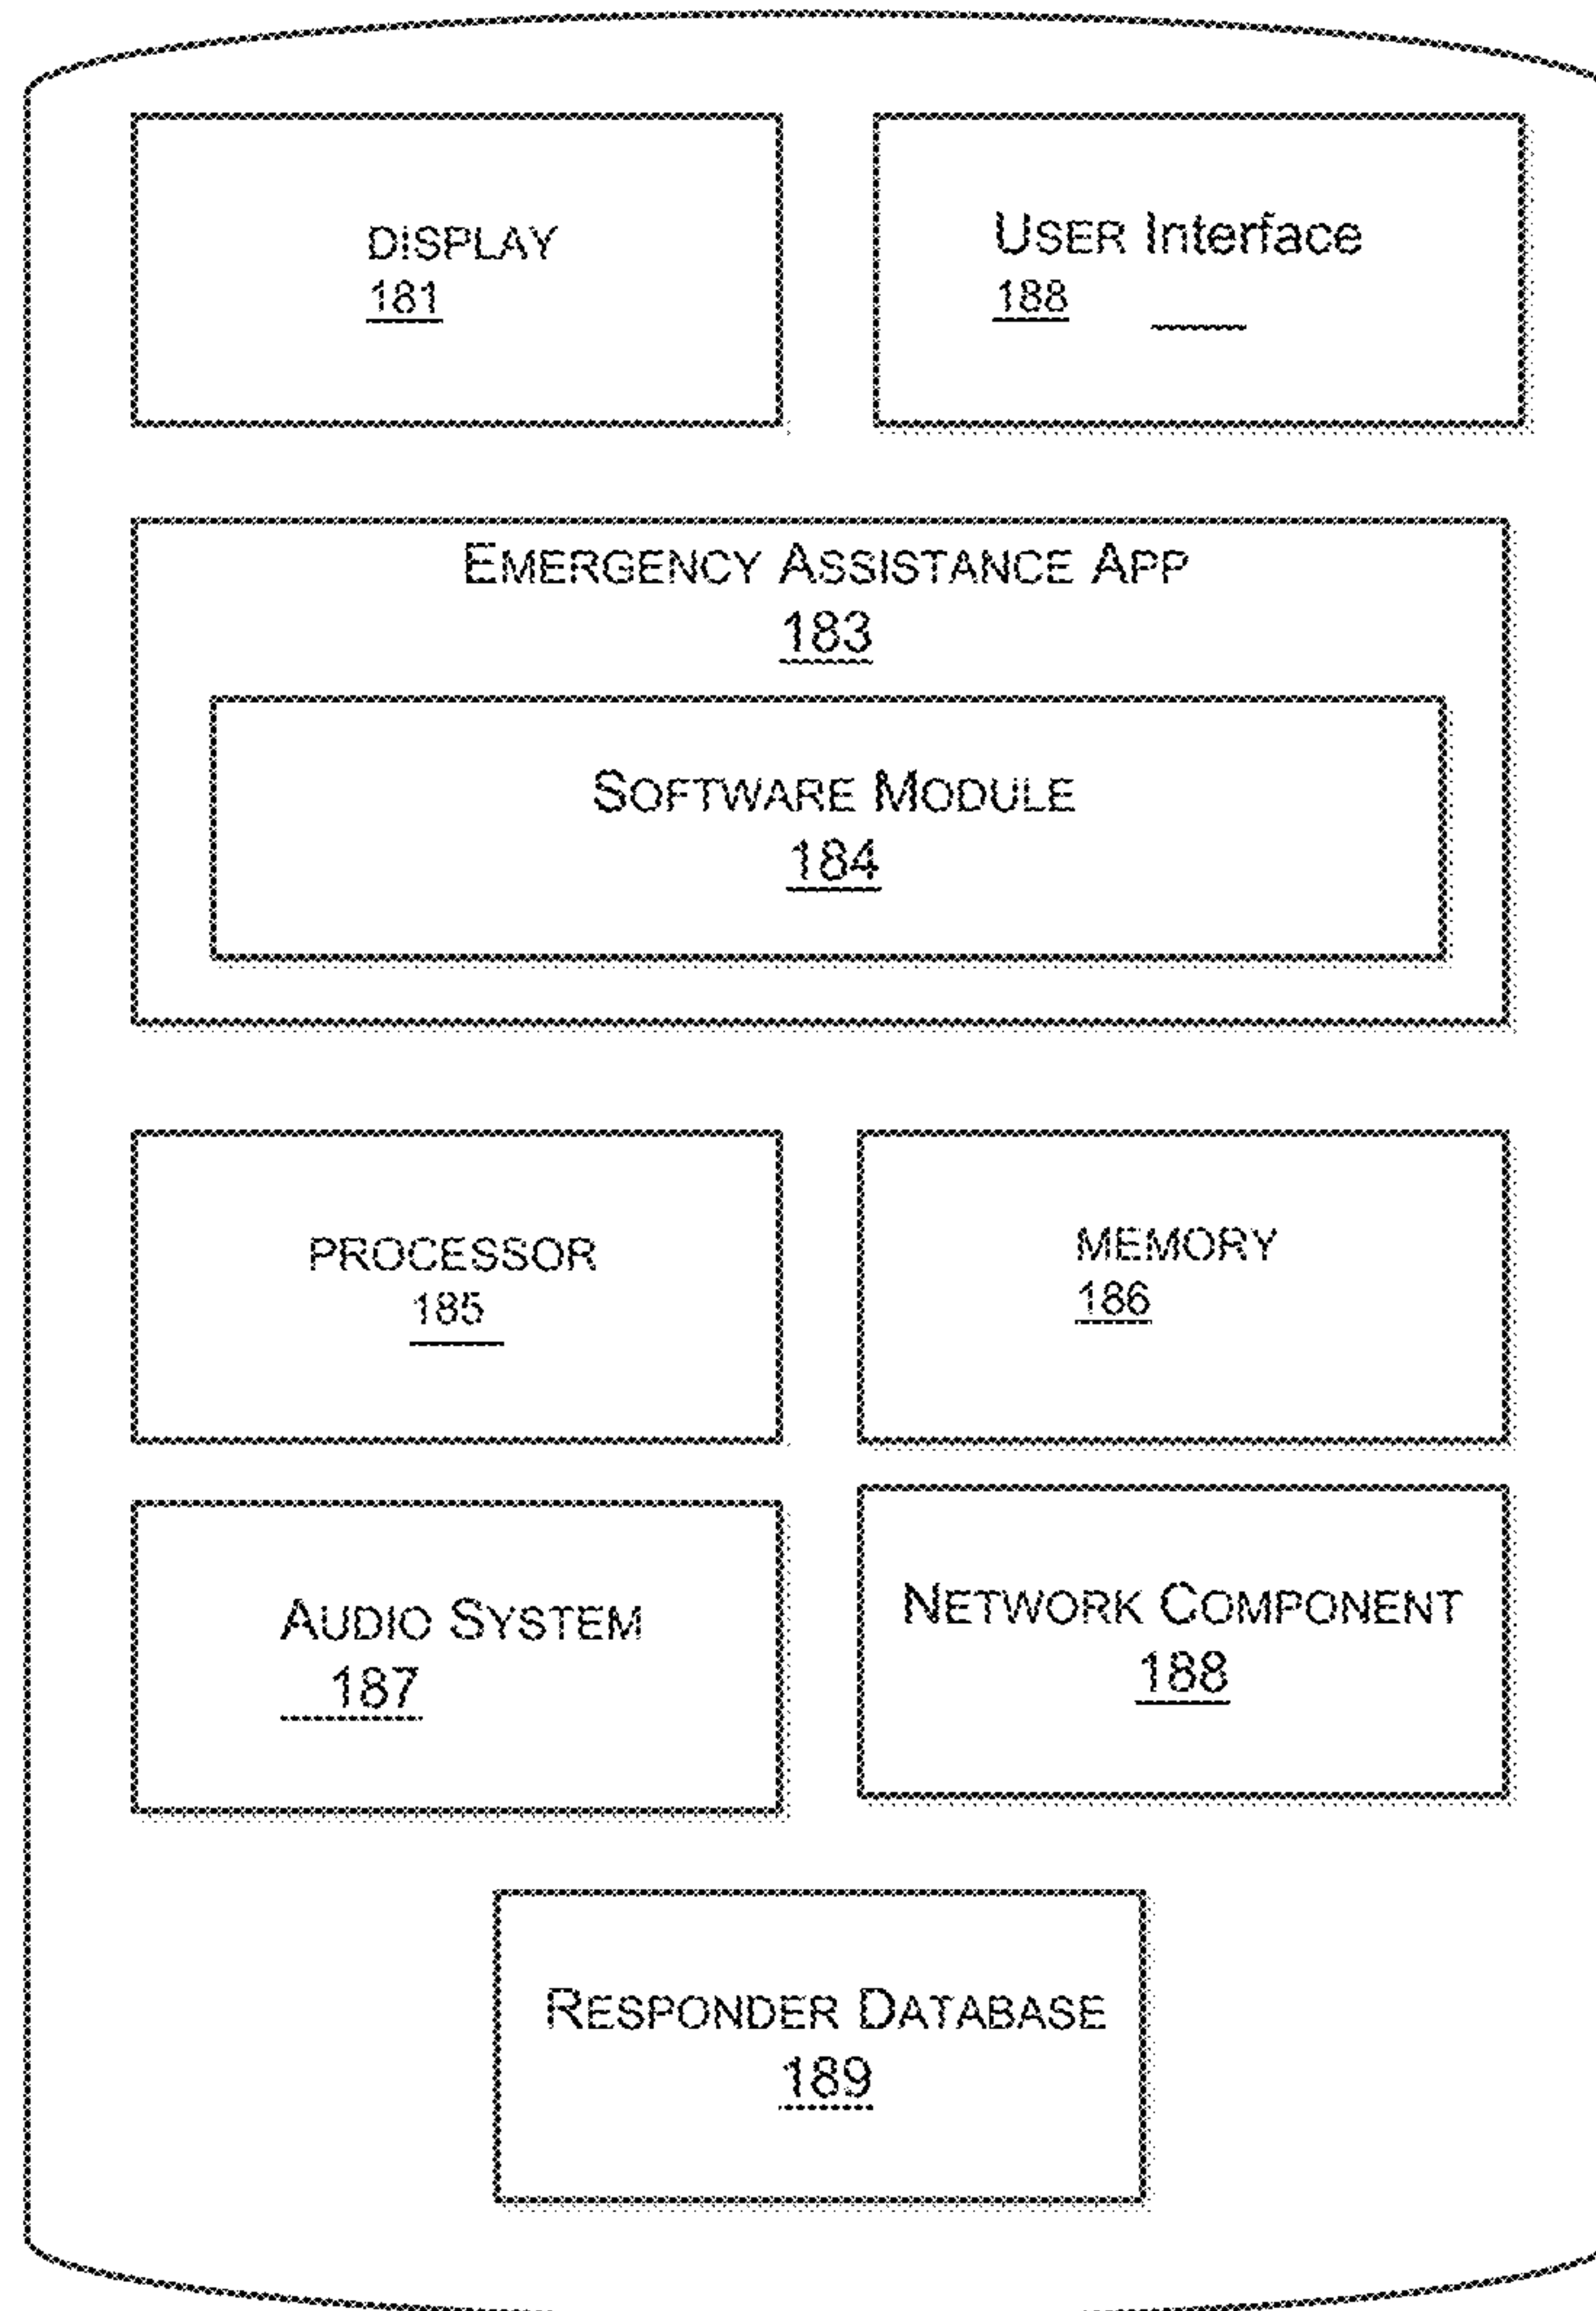 DISPLAY
181
USER Interface
188
EMERGENCY ASSISTANCE APP
183
SOFTWARE MODULE
184
PROCESSOR
185
MEMORY
186
AUDIO SYSTEM
187
NETWORK COMPONENT
188
RESPONDER DATABASE
189